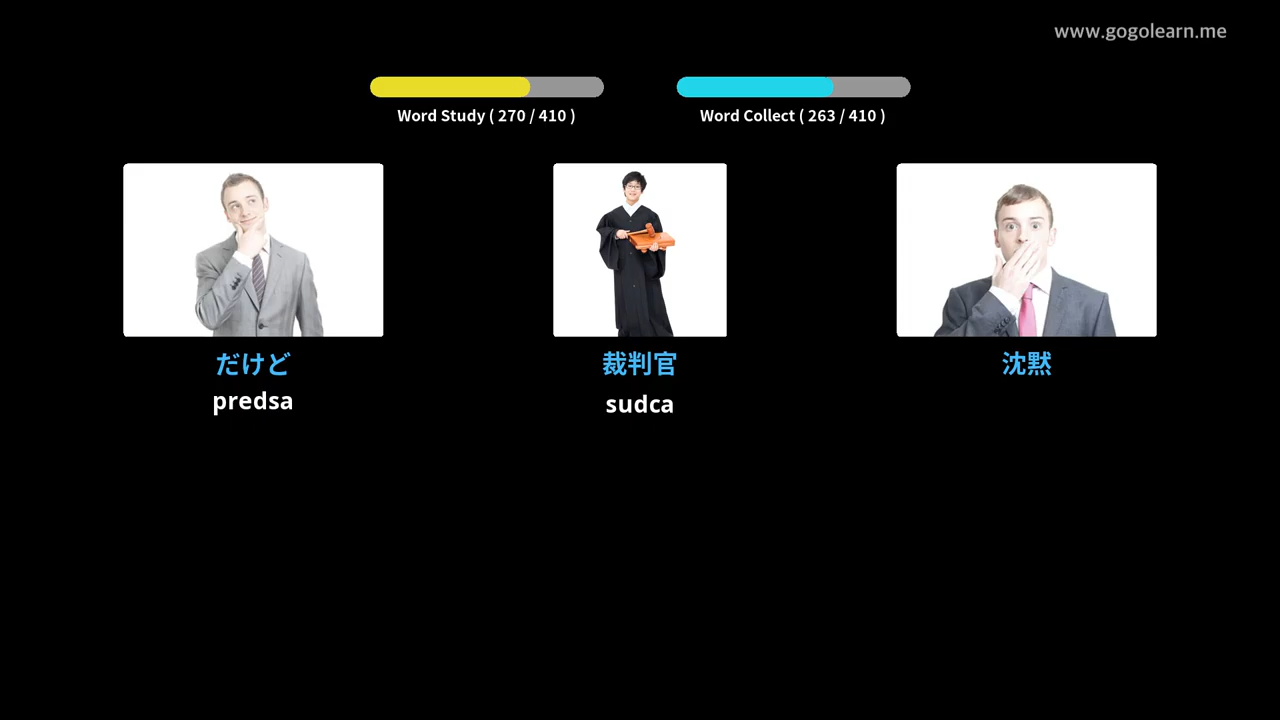 www.gogolearn.me
Word Study ( 270 / 410 )
Word Collect ( 263 / 410 )
だけど
裁判官
沈黙
predsa
sudca